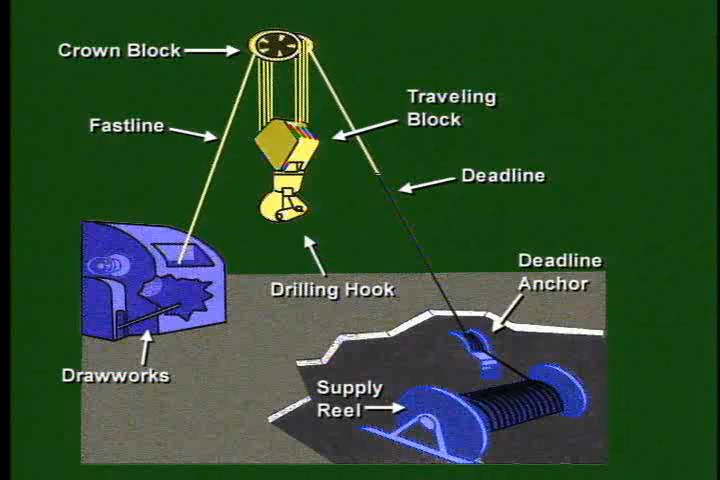 Crown Block
Traveling
Block
Fastline
Deadline
Deadline
Anchor
Drilling Hook
Drawworks
Supply
Reel